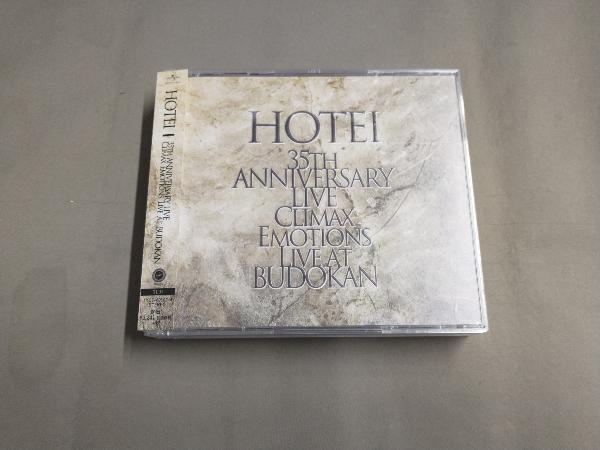 HOTEI
35TH
ANNIVERSARY
LIVE
CLIMAX
EMOTIONS
LIVE AT
BUDOKAN
HOTEI
35TH ANNIVERSARY LIVE
CLIMAX EMOTIONS LIVE AT BUDOKAN